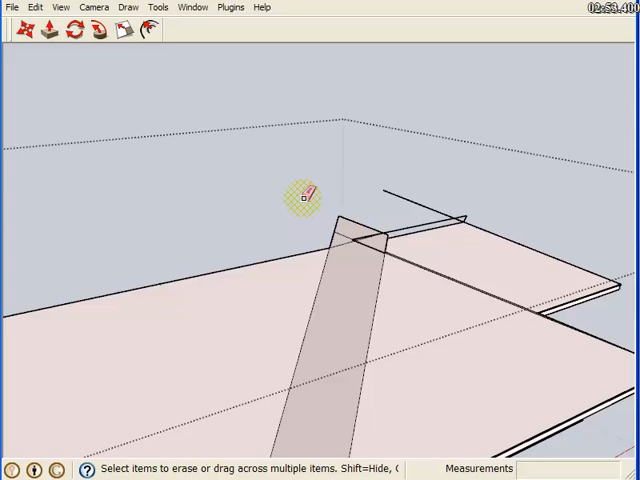 File Edit View Camera Draw Tools Window Plugins Help
02:53.400
Select items to erase or drag across multiple items. Shift=Hide, C
Measurements